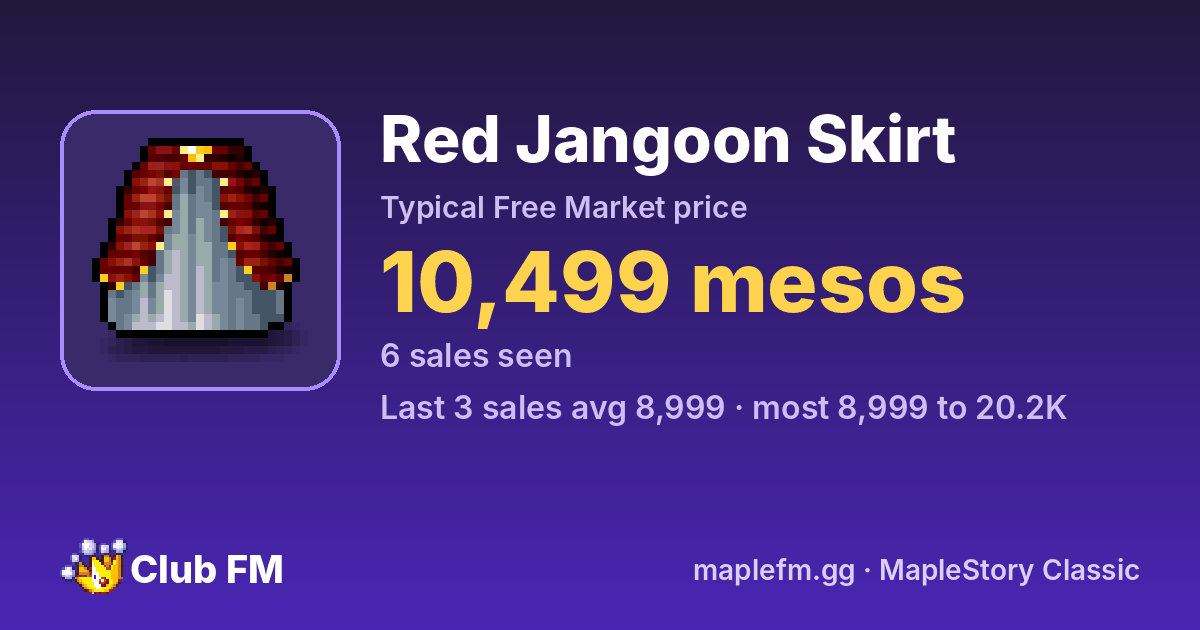 Red Jangoon Skirt
Typical Free Market price
10,499 mesos
6 sales seen
Last 3 sales avg 8,999 · most 8,999 to 20.2K
Club FM
maplefm.gg · MapleStory Classic